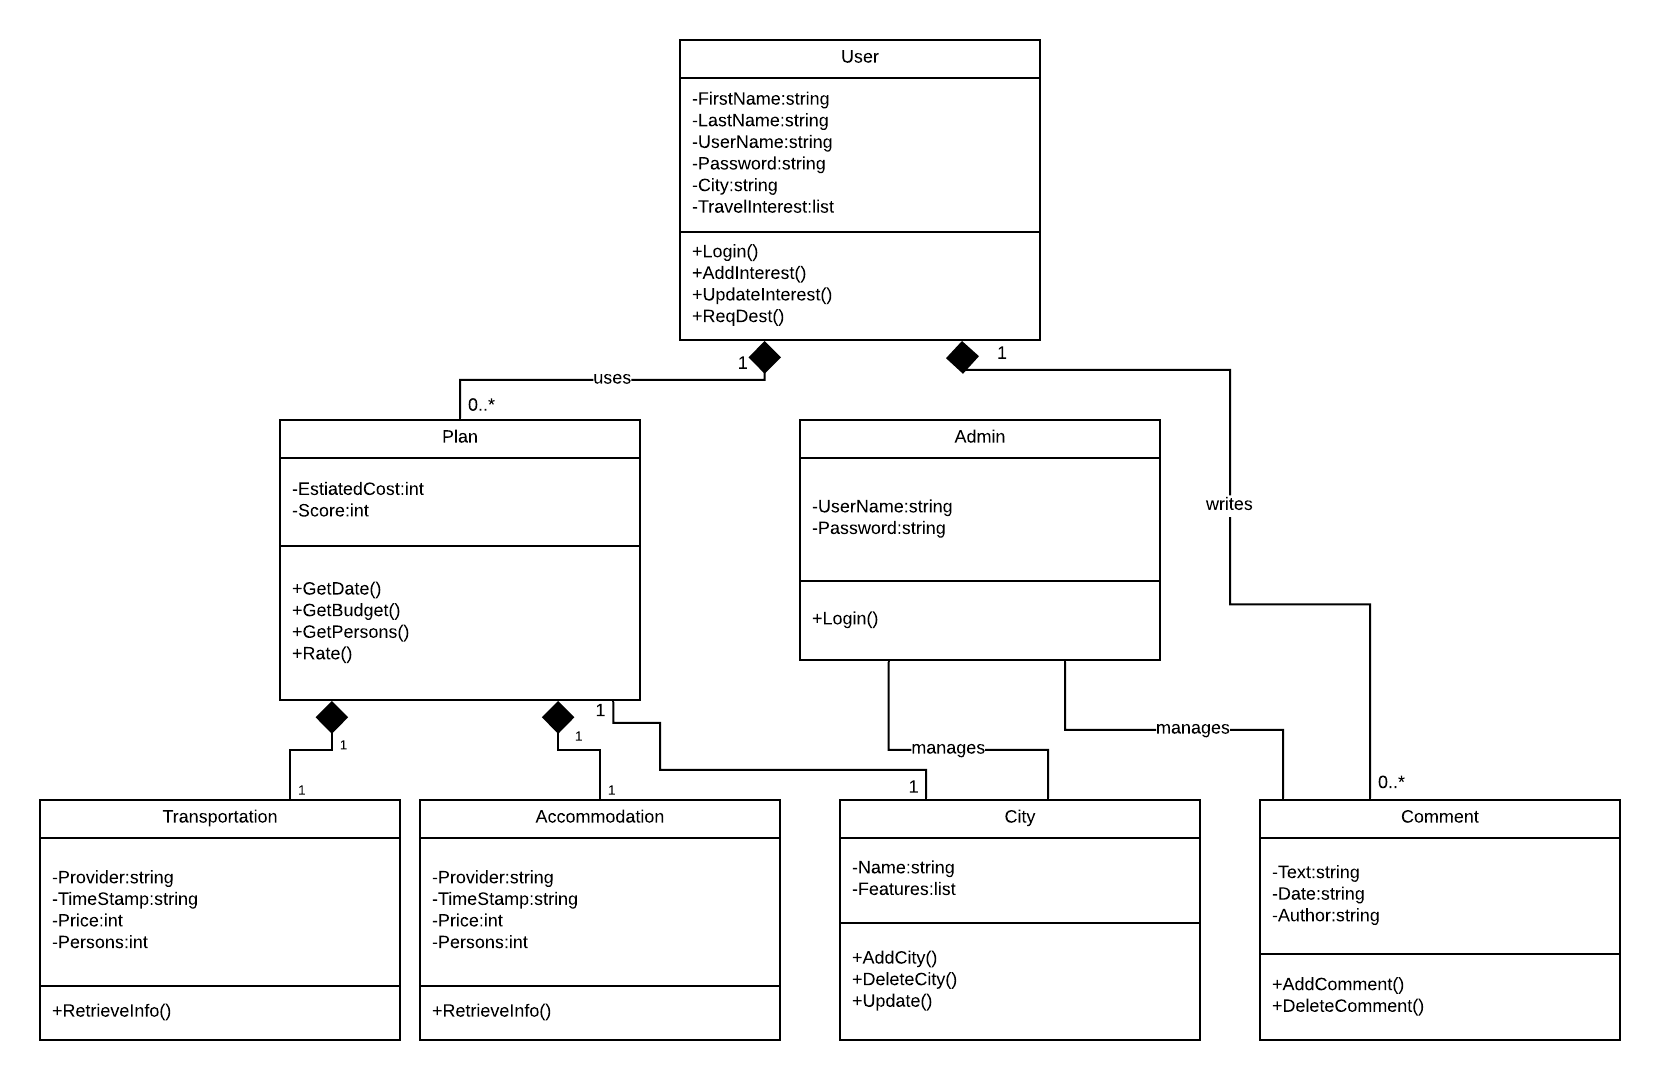 User
-FirstName:string
-LastName:string
-UserName:string
-Password:string
-City:string
-TravelInterest:list
+Login()
+AddInterest()
+UpdateInterest()
+ReqDest()
1
1
uses
0..*
Plan
-EstiatedCost:int
-Score:int
+GetDate()
+GetBudget()
+GetPersons()
+Rate()
Admin
-UserName:string
-Password:string
+Login()
writes
1
1
1
manages
manages
1
1
1
0..*
Transportation
-Provider:string
-TimeStamp:string
-Price:int
-Persons:int
+RetrieveInfo()
Accommodation
-Provider:string
-TimeStamp:string
-Price:int
-Persons:int
+RetrieveInfo()
City
-Name:string
-Features:list
+AddCity()
+DeleteCity()
+Update()
Comment
-Text:string
-Date:string
-Author:string
+AddComment()
+DeleteComment()